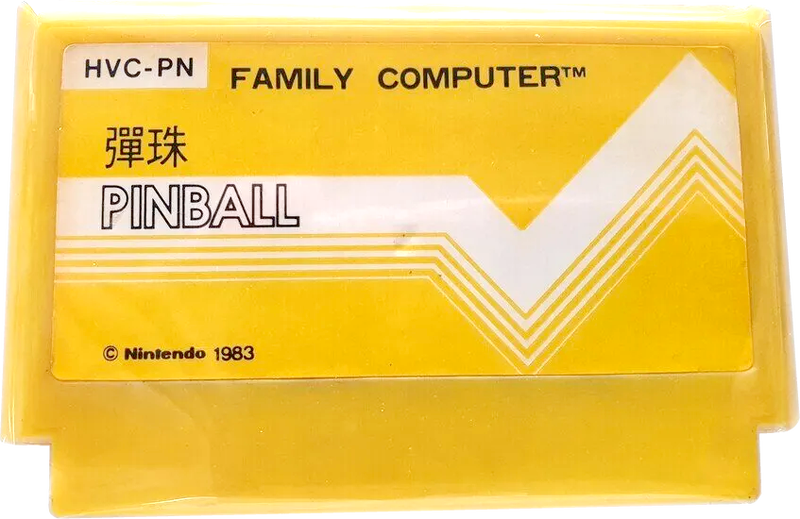 HVC-PN
FAMILY COMPUTER™
彈珠
PINBALL
© Nintendo 1983